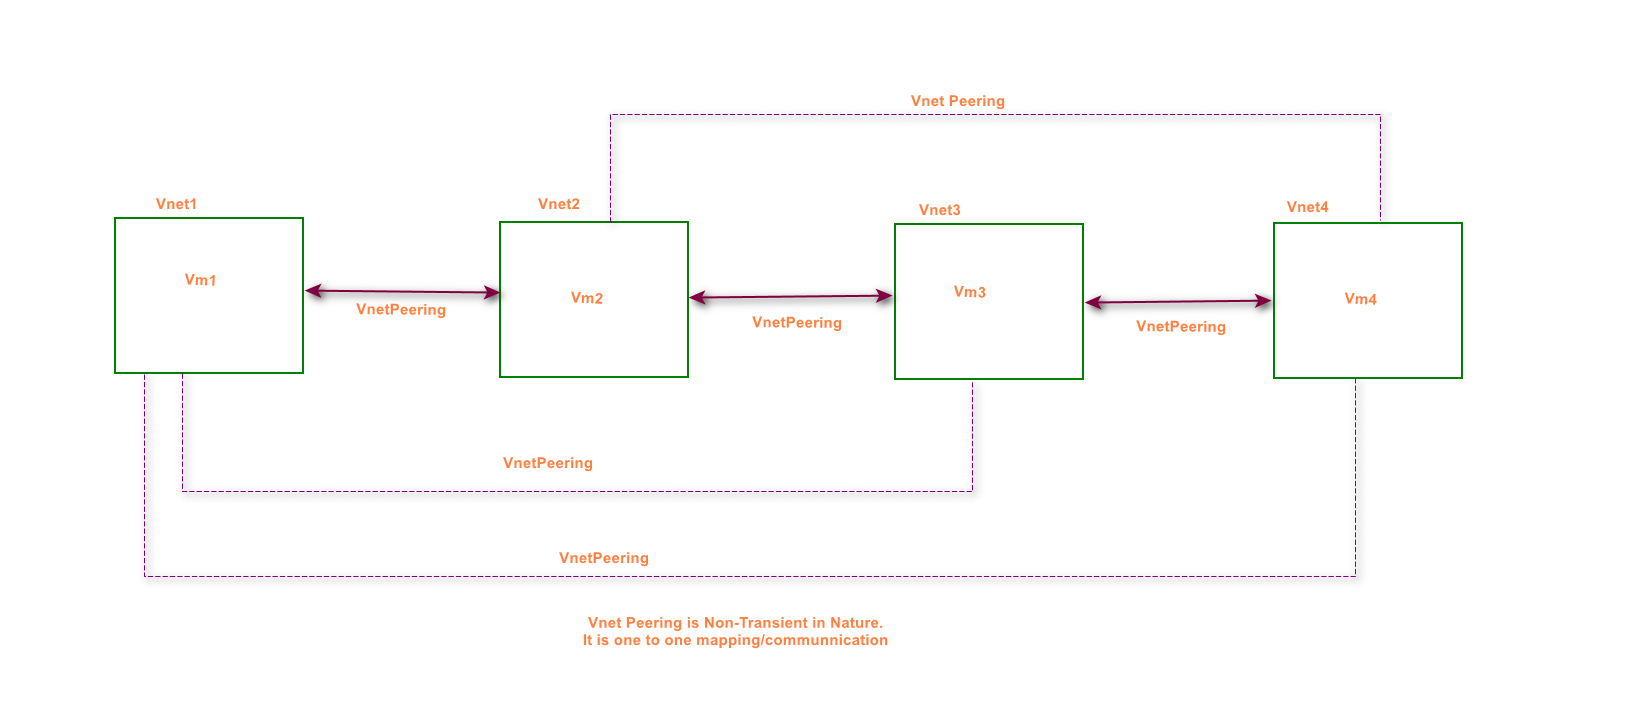 Vnet Peering
Vnet1
Vnet2
Vnet3
Vnet4
Vm1
Vm2
Vm3
Vm4
VnetPeering
VnetPeering
VnetPeering
VnetPeering
VnetPeering
Vnet Peering is Non-Transient in Nature.
It is one to one mapping/communnication